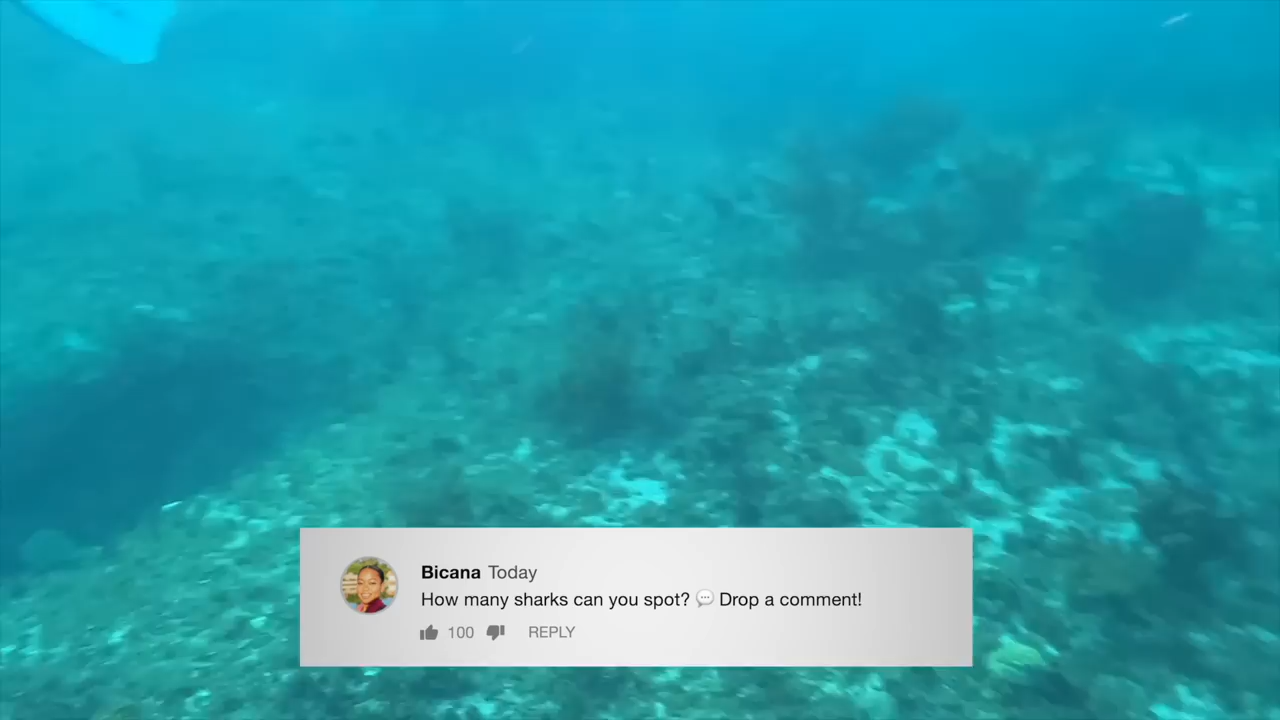 Bicana Today
How many sharks can you spot? 💬 Drop a comment!
100 REPLY